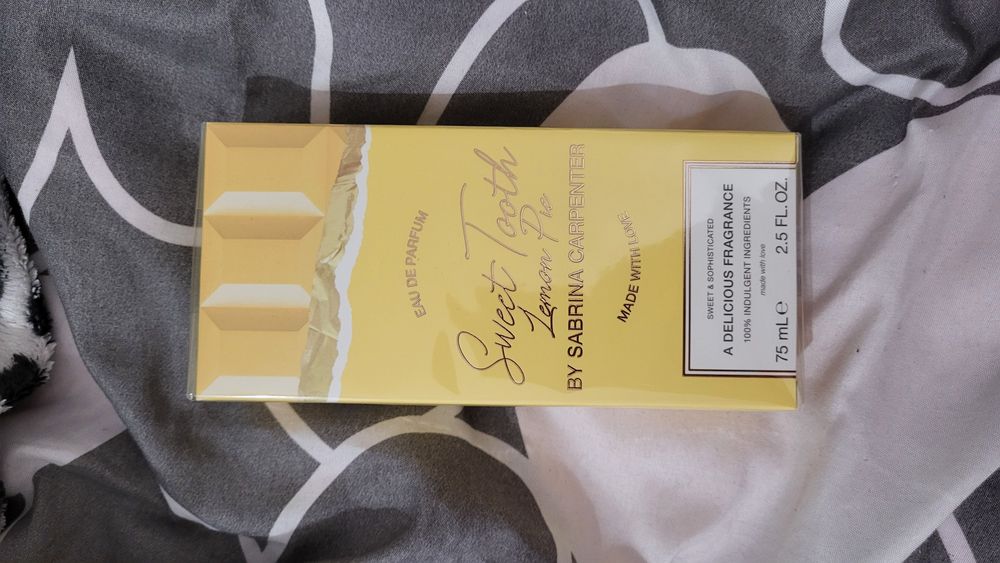 EAU DE PARFUM
Sweet Tooth
Lemon Pie
BY SABRINA CARPENTER
MADE WITH LOVE
SWEET & SOPHISTICATED
A DELICIOUS FRAGRANCE
100% INDULGENT INGREDIENTS
made with love
75 mL ℮ 2.5 FL. OZ.